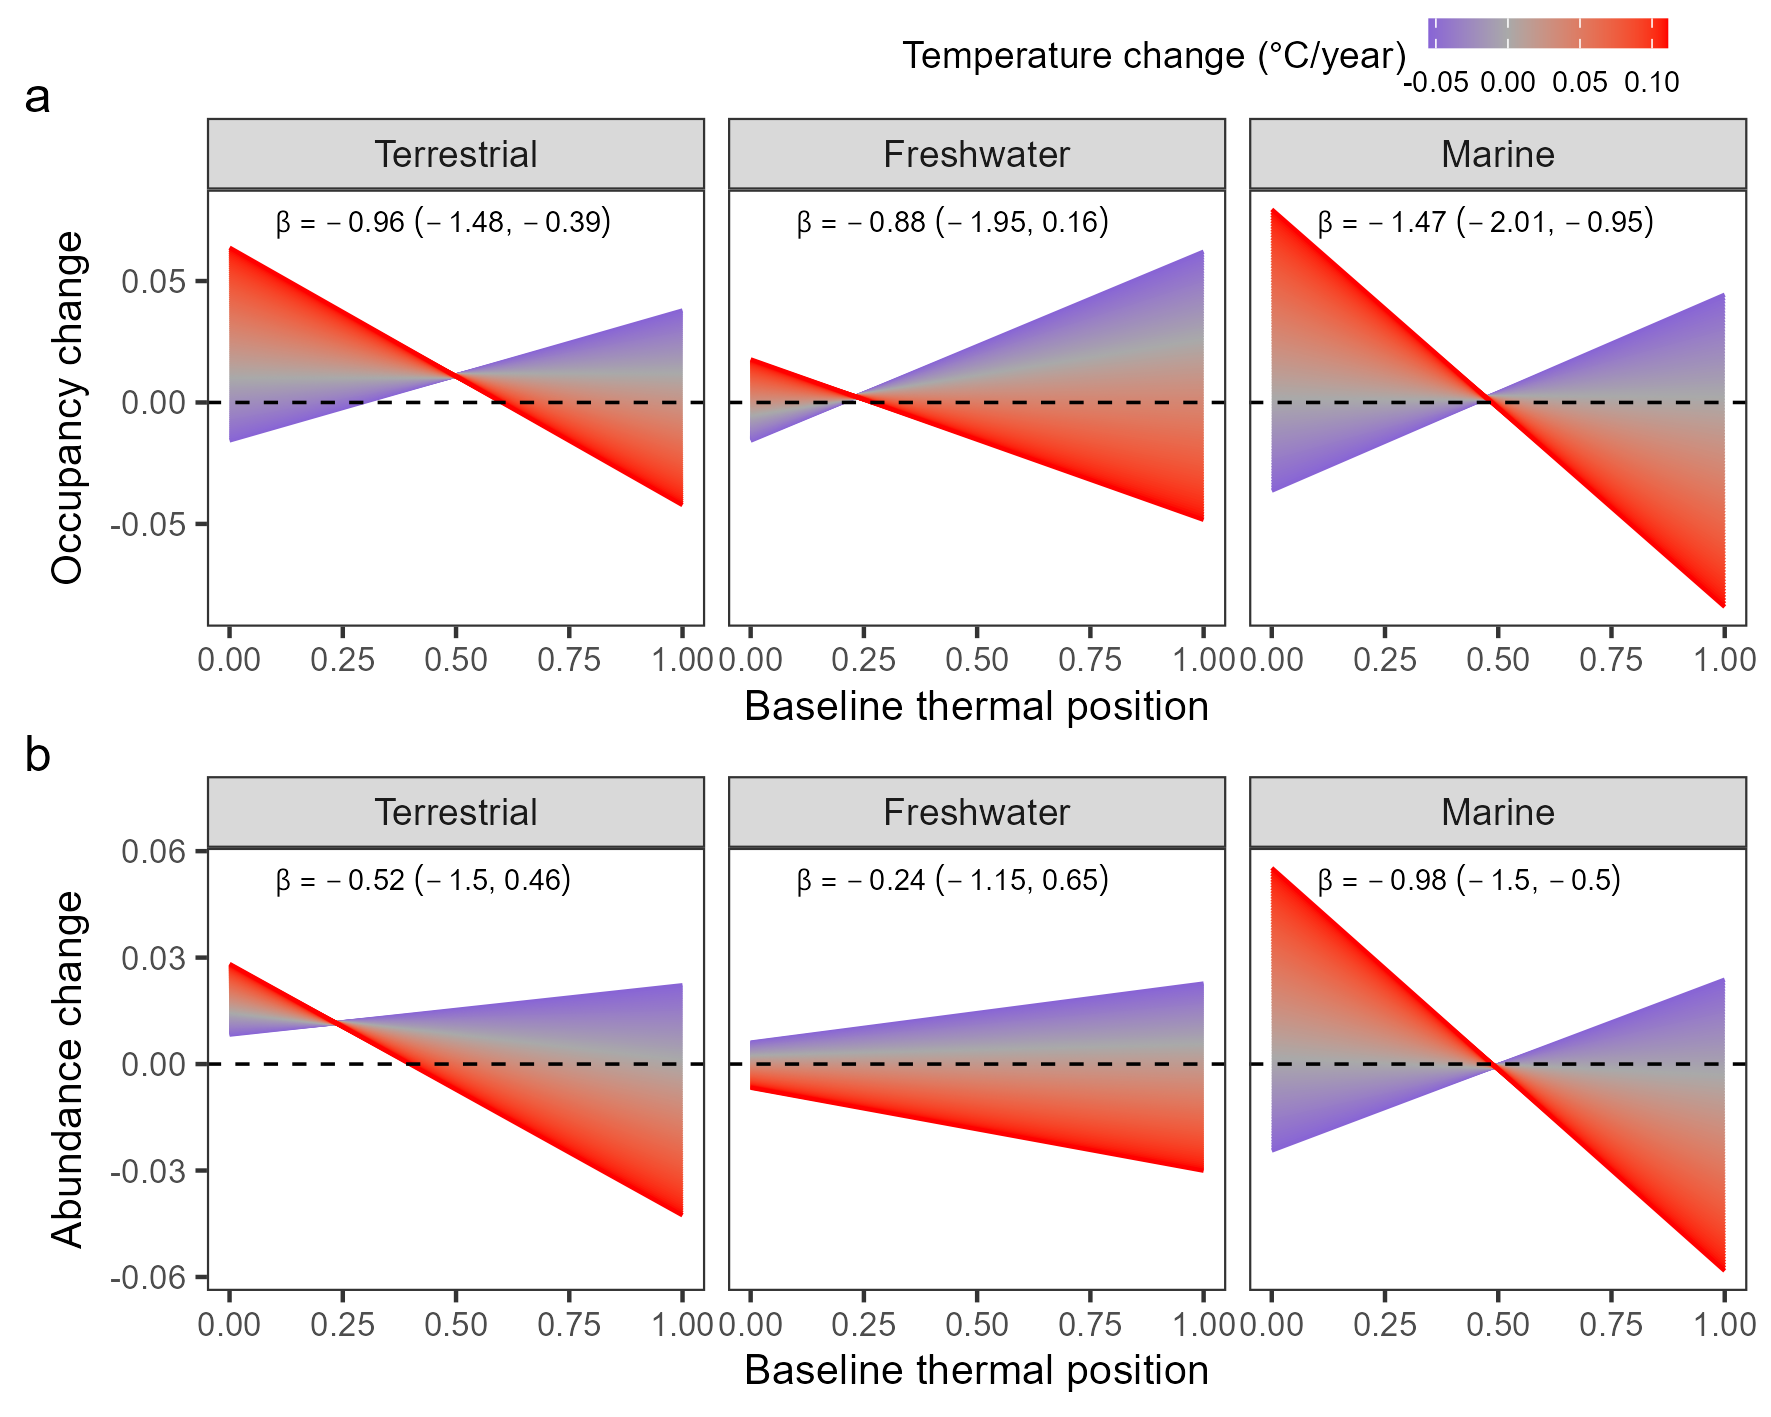 Temperature change (°C/year)
-0.05 0.00 0.05 0.10
a
Terrestrial Freshwater Marine
β = − 0.96 (− 1.48, − 0.39) β = − 0.88 (− 1.95, 0.16) β = − 1.47 (− 2.01, − 0.95)
Occupancy change
0.05
0.00
-0.05
0.00 0.25 0.50 0.75 1.00 0.00 0.25 0.50 0.75 1.00 0.00 0.25 0.50 0.75 1.00
Baseline thermal position
b
Terrestrial Freshwater Marine
β = − 0.52 (− 1.5, 0.46) β = − 0.24 (− 1.15, 0.65) β = − 0.98 (− 1.5, − 0.5)
Abundance change
0.06
0.03
0.00
-0.03
-0.06
0.00 0.25 0.50 0.75 1.00 0.00 0.25 0.50 0.75 1.00 0.00 0.25 0.50 0.75 1.00
Baseline thermal position